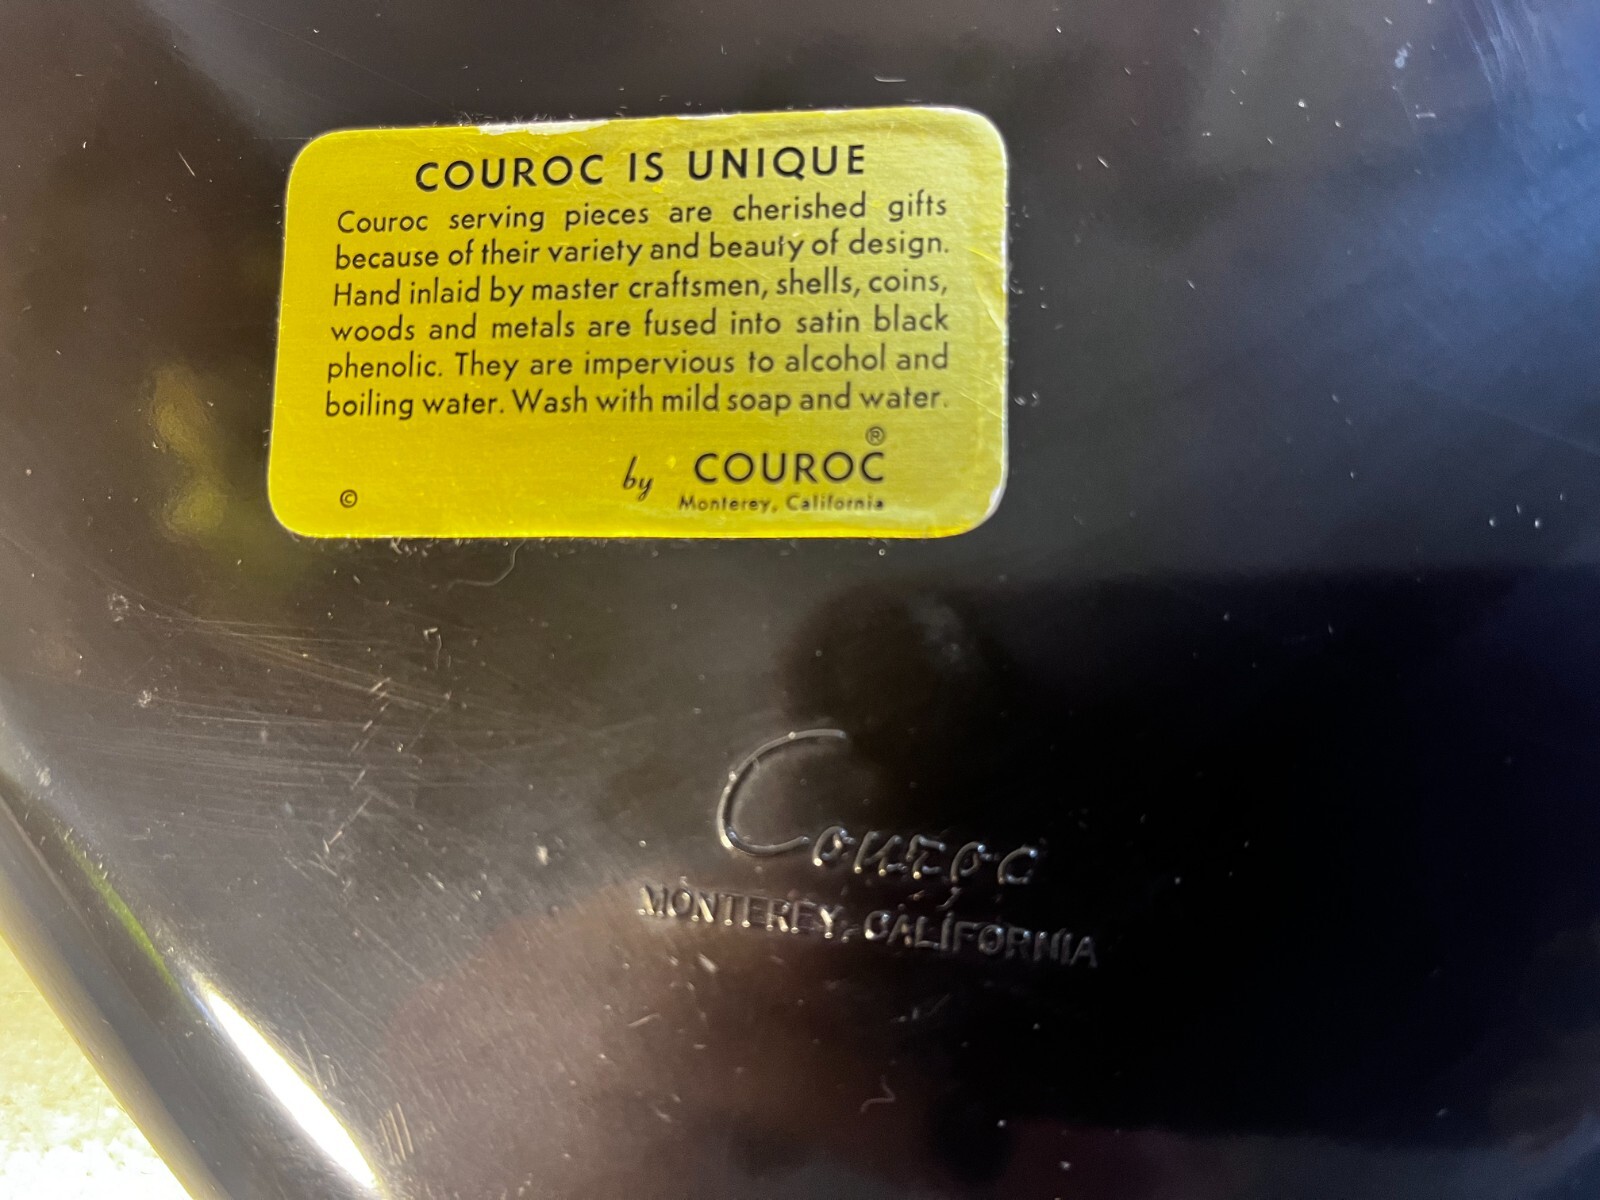 COUROC IS UNIQUE
Couroc serving pieces are cherished gifts
because of their variety and beauty of design.
Hand inlaid by master craftsmen, shells, coins,
woods and metals are fused into satin black
phenolic. They are impervious to alcohol and
boiling water. Wash with mild soap and water.
by COUROC®
© Monterey, California
Couroc
MONTEREY, CALIFORNIA